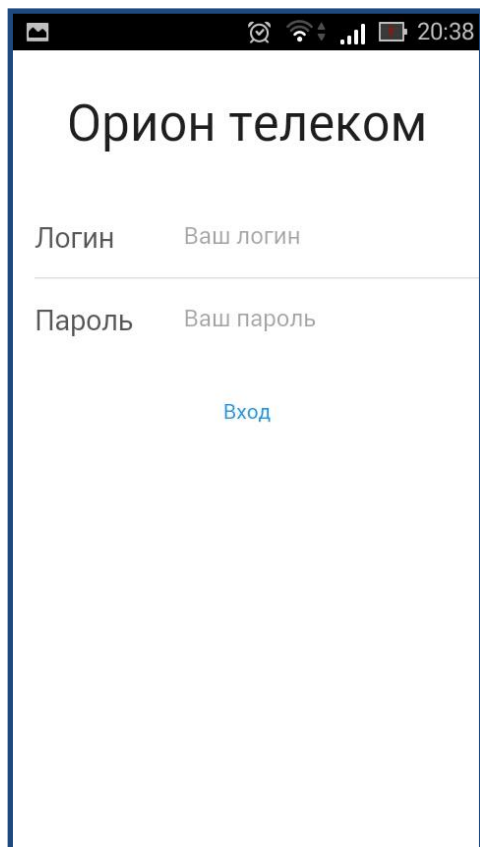 20:38
Орион телеком
Логин Ваш логин
Пароль Ваш пароль
Вход